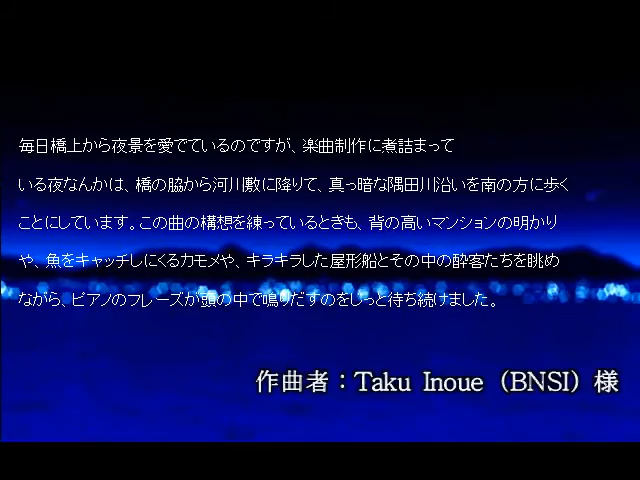 毎日橋上から夜景を愛でているのですが、楽曲制作に煮詰まって
いる夜なんかは、橋の脇から河川敷に降りて、真っ暗な隅田川沿いを南の方に歩く
ことにしています。この曲の構想を練っているときも、背の高いマンションの明かり
や、魚をキャッチしにくるカモメや、キラキラした屋形船とその中の酔客たちを眺め
ながら、ピアノのフレーズが頭の中で鳴りだすのをじっと待ち続けました。
作曲者：Taku Inoue（BNSI）様